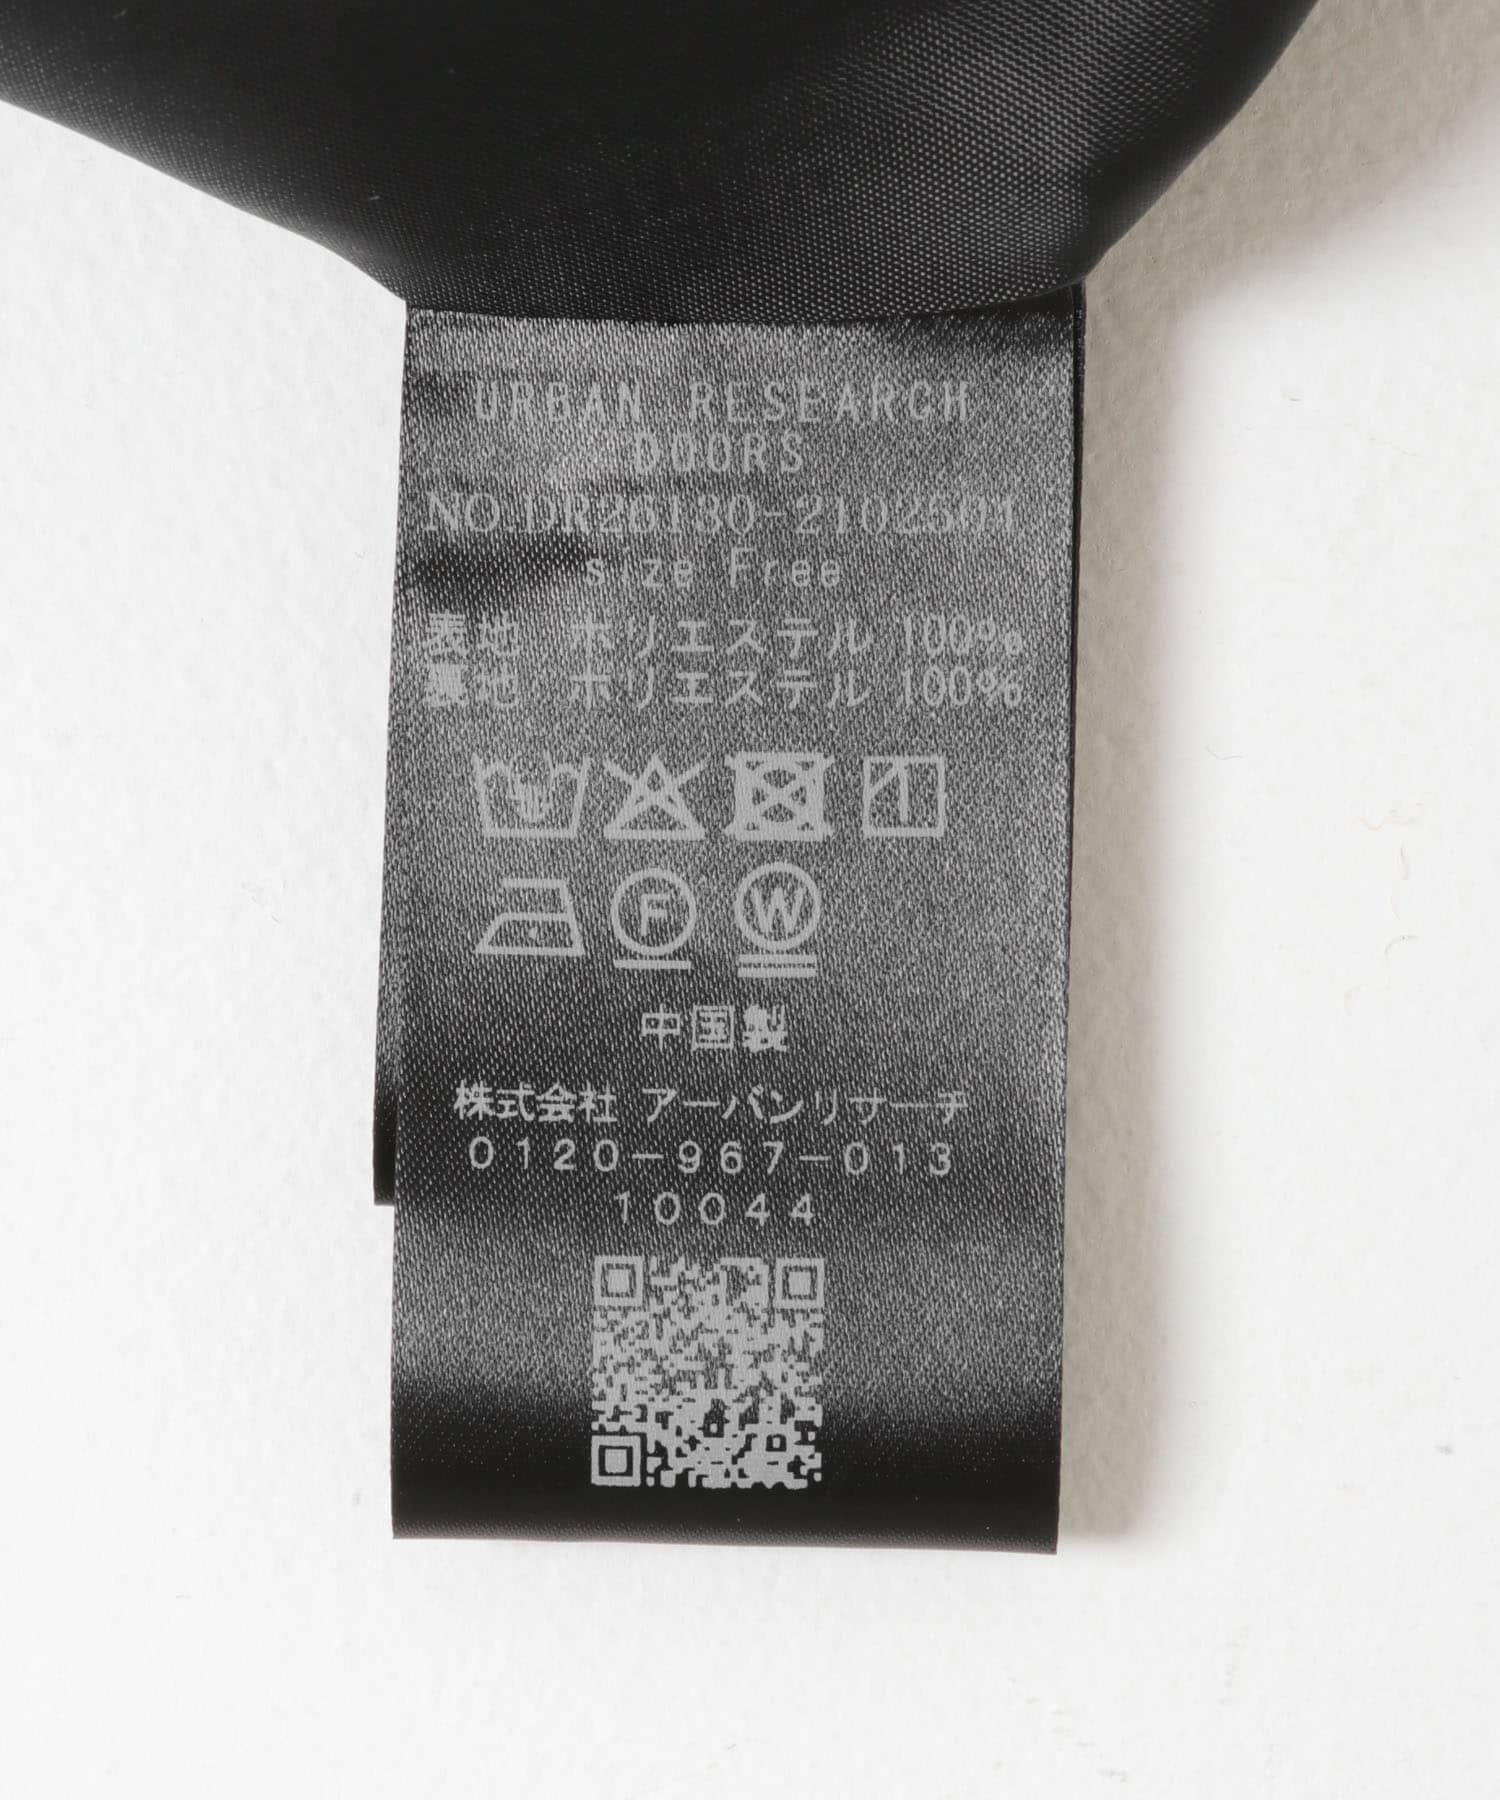 URBAN RESEARCH
DOORS
NO.DR26130-2102501
size Free
表地 ポリエステル 100%
裏地 ポリエステル 100%
F W
中国製
株式会社 アーバンリサーチ
0120-967-013
10044